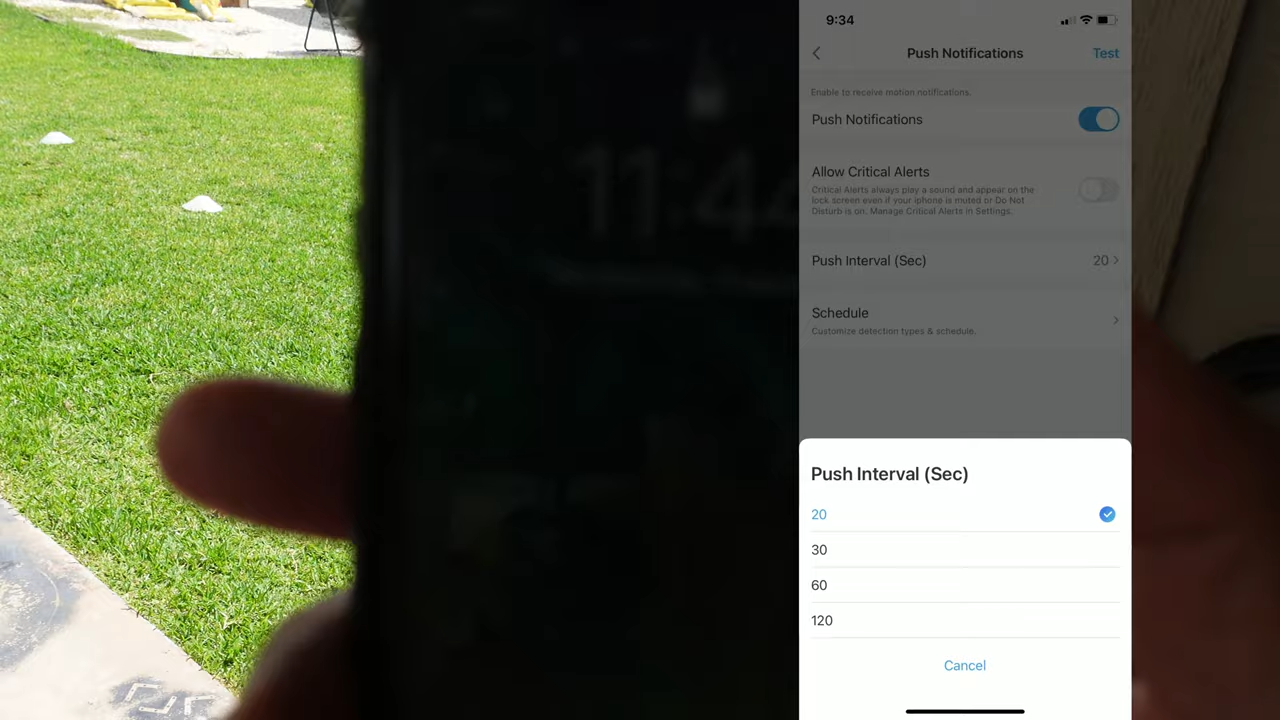 11:44
9:34
Push Notifications
Test
Enable to receive motion notifications.
Push Notifications
Allow Critical Alerts
Critical Alerts always play a sound and appear on the
lock screen even if your iphone is muted or Do Not
Disturb is on. Manage Critical Alerts in Settings.
Push Interval (Sec)
20
Schedule
Customize detection types & schedule.
Push Interval (Sec)
20
30
60
120
Cancel